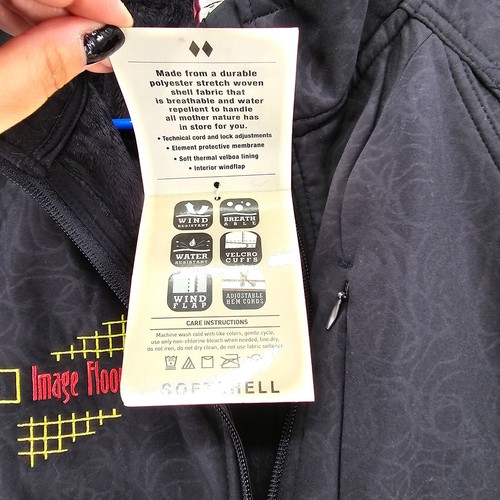 Made from a durable
polyester stretch woven
shell fabric that
is breathable and water
repellent to handle
all mother nature has
in store for you.
• Technical cord and lock adjustments
• Element protective membrane
• Soft thermal velboa lining
• Interior windflap
WIND
RESISTANT
BREATH
ABLE
WATER
RESISTANT
VELCRO
CUFFS
WIND
FLAP
ADJUSTABLE
HEM CORDS
CARE INSTRUCTIONS
Machine wash cold with like colors, gentle cycle,
use only non-chlorine bleach when needed, line dry,
do not iron, do not dry clean, do not use fabric softener
SOFTSHELL
Image Floor